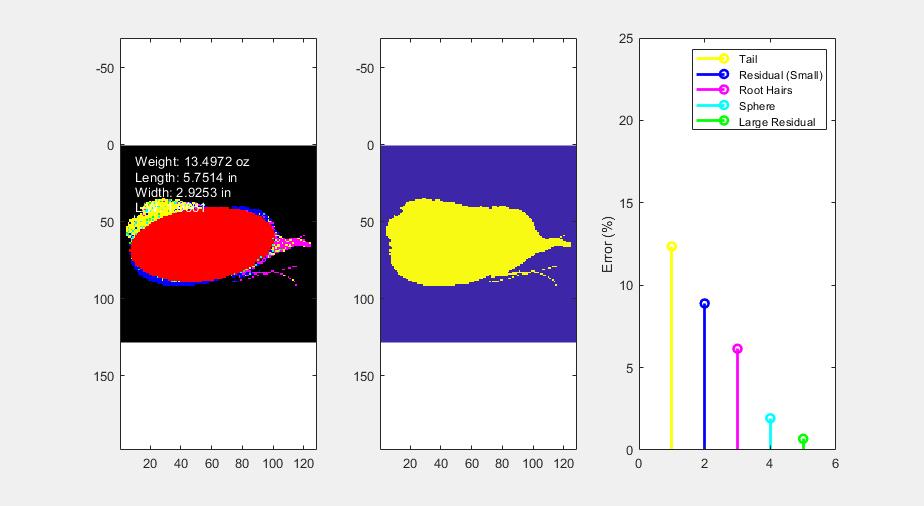 -50
0
50
100
150
20 40 60 80 100 120
Weight: 13.4972 oz
Length: 5.7514 in
Width: 2.9253 in
-50
0
50
100
150
20 40 60 80 100 120
Error (%)
25
20
15
10
5
0
0 2 4 6
Tail
Residual (Small)
Root Hairs
Sphere
Large Residual